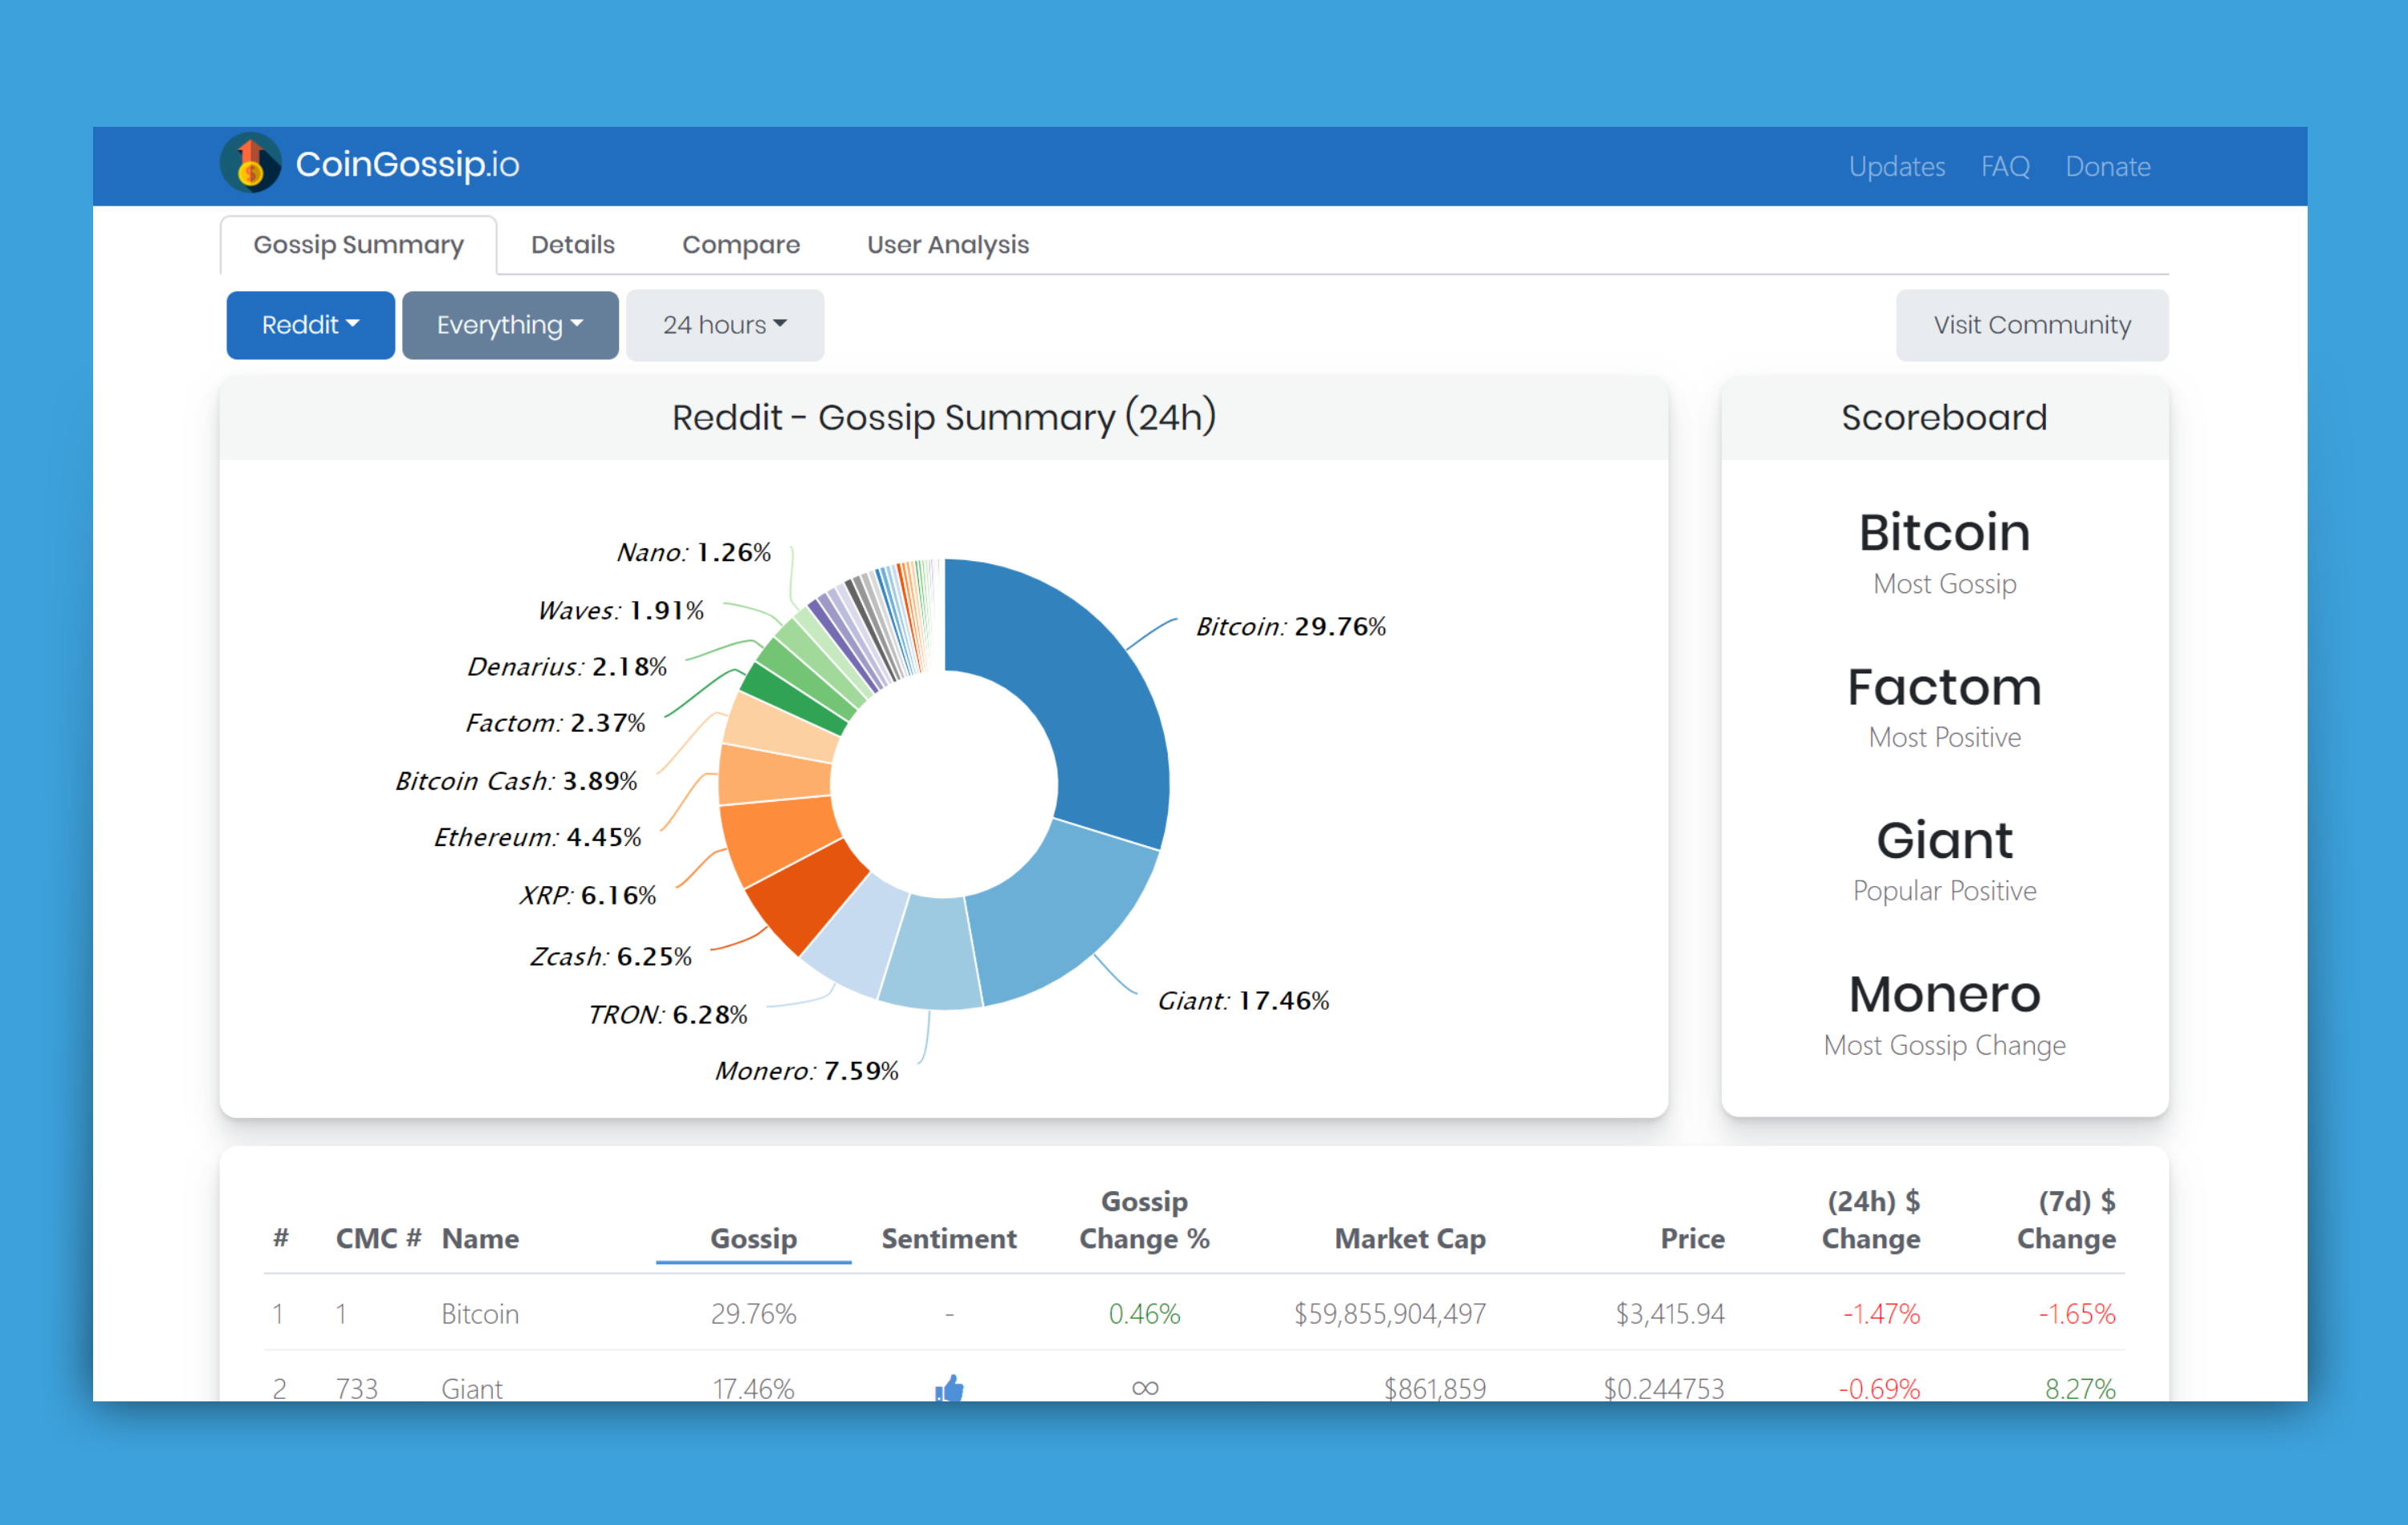 CoinGossip.io
Updates FAQ Donate
Gossip Summary Details Compare User Analysis
Reddit Everything 24 hours Visit Community
Reddit - Gossip Summary (24h)
Nano: 1.26%
Waves: 1.91%
Denarius: 2.18%
Factom: 2.37%
Bitcoin Cash: 3.89%
Ethereum: 4.45%
XRP: 6.16%
Zcash: 6.25%
TRON: 6.28%
Monero: 7.59%
Bitcoin: 29.76%
Giant: 17.46%
Scoreboard
Bitcoin
Most Gossip
Factom
Most Positive
Giant
Popular Positive
Monero
Most Gossip Change
# CMC # Name Gossip Sentiment Gossip Change % Market Cap Price (24h) $ Change (7d) $ Change
1 1 Bitcoin 29.76% - 0.46% $59,855,904,497 $3,415.94 -1.47% -1.65%
2 733 Giant 17.46% ∞ $861,859 $0.244753 -0.69% 8.27%